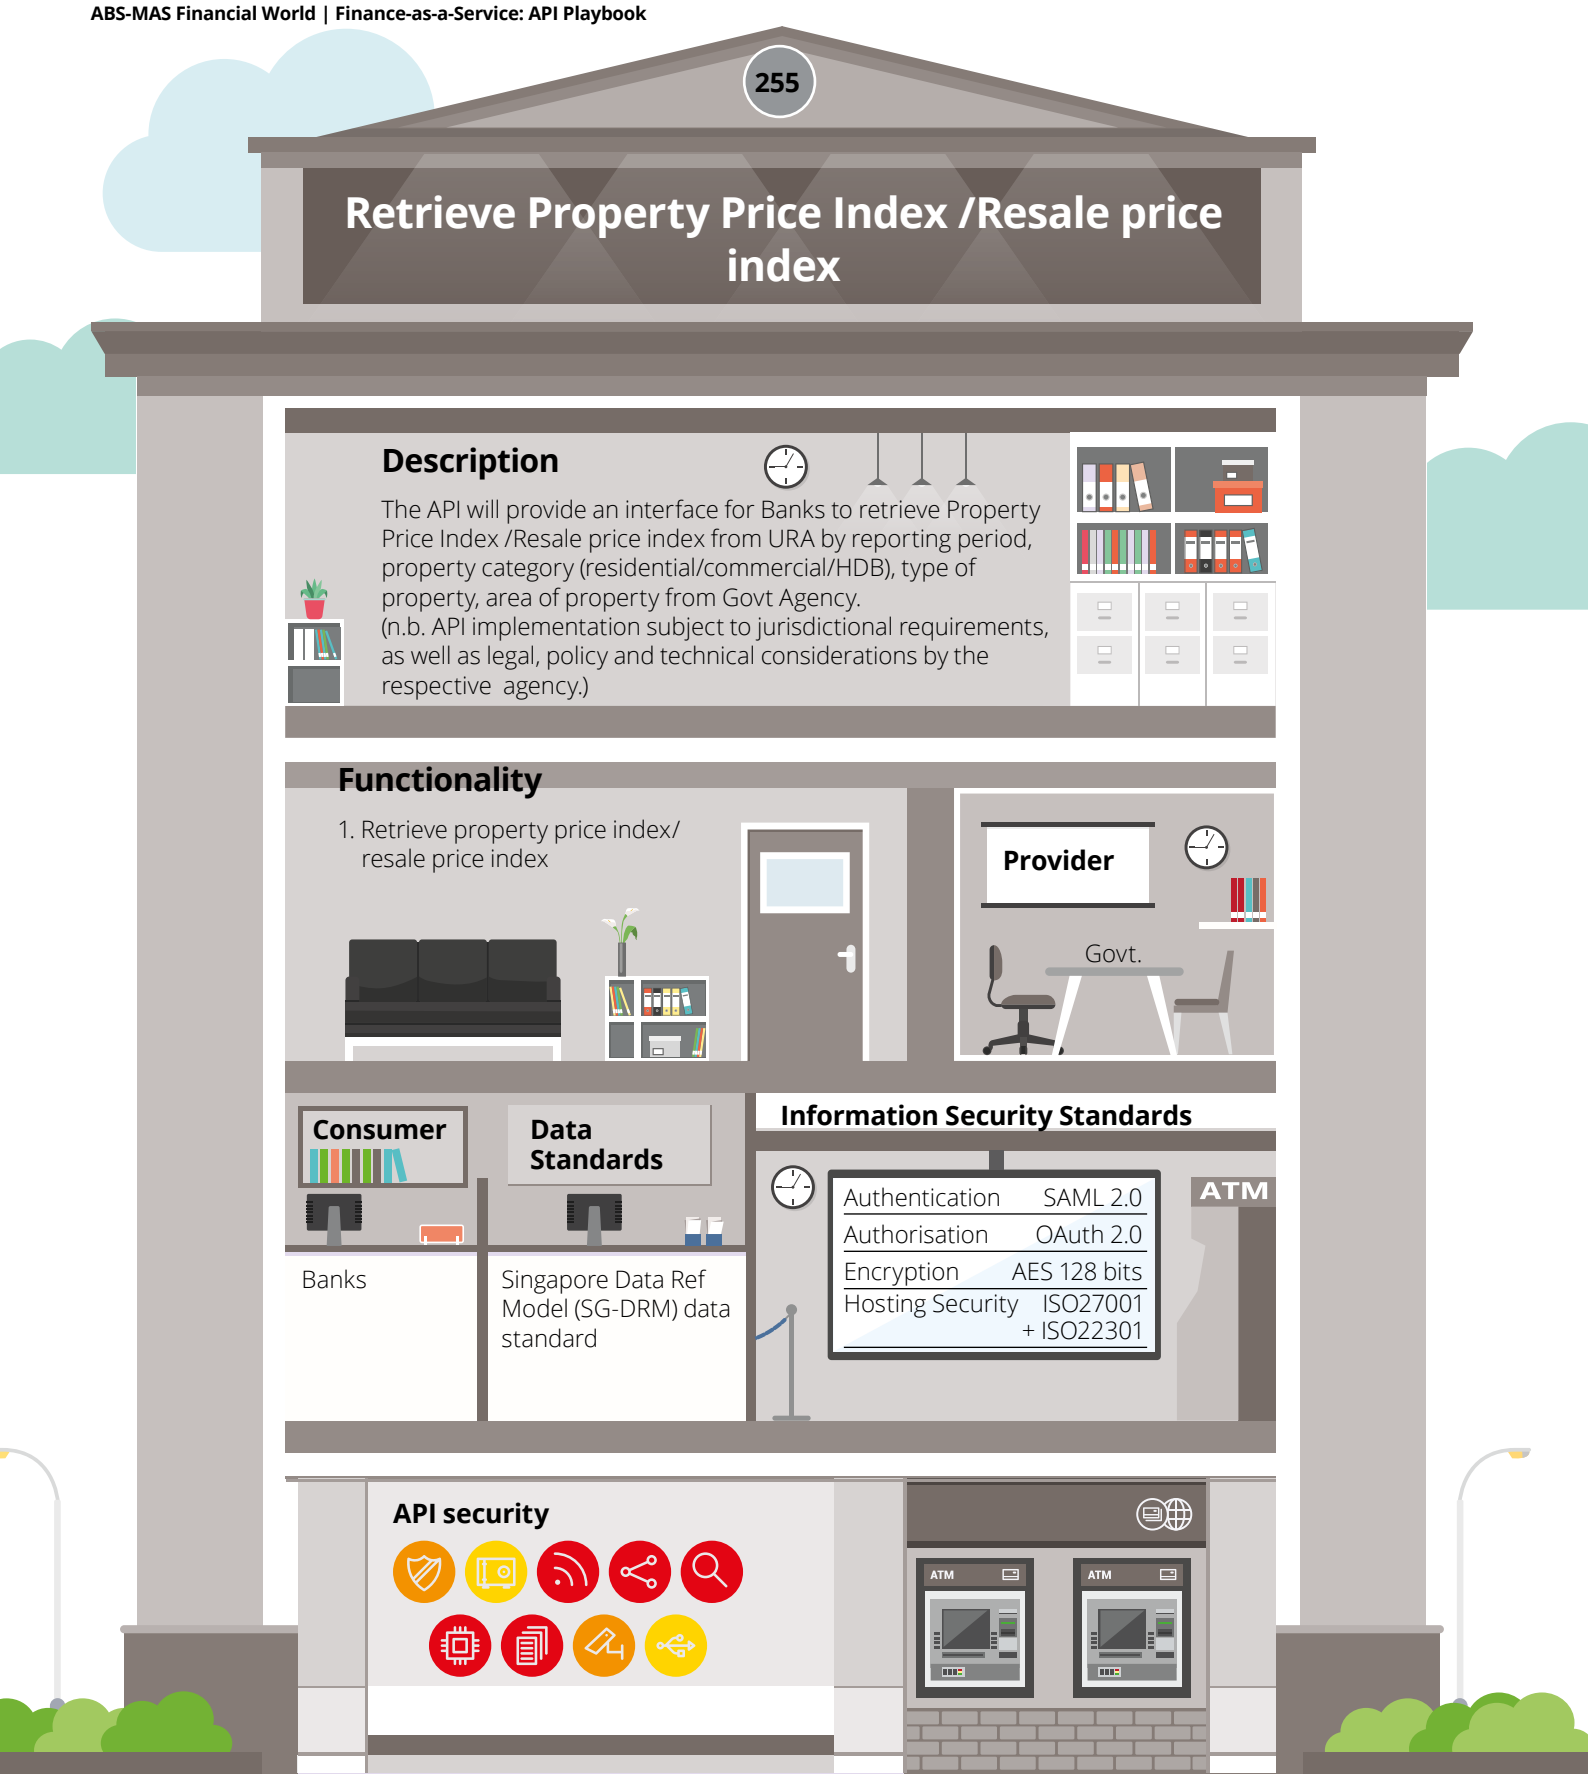 ABS-MAS Financial World | Finance-as-a-Service: API Playbook
255
Retrieve Property Price Index /Resale price
index
Description
The API will provide an interface for Banks to retrieve Property
Price Index /Resale price index from URA by reporting period,
property category (residential/commercial/HDB), type of
property, area of property from Govt Agency.
(n.b. API implementation subject to jurisdictional requirements,
as well as legal, policy and technical considerations by the
respective agency.)
Functionality
1. Retrieve property price index/
resale price index
Provider
Govt.
Consumer
Banks
Data
Standards
Singapore Data Ref
Model (SG-DRM) data
standard
Information Security Standards
Authentication SAML 2.0
Authorisation OAuth 2.0
Encryption AES 128 bits
Hosting Security ISO27001
+ ISO22301
ATM
API security
ATM
ATM